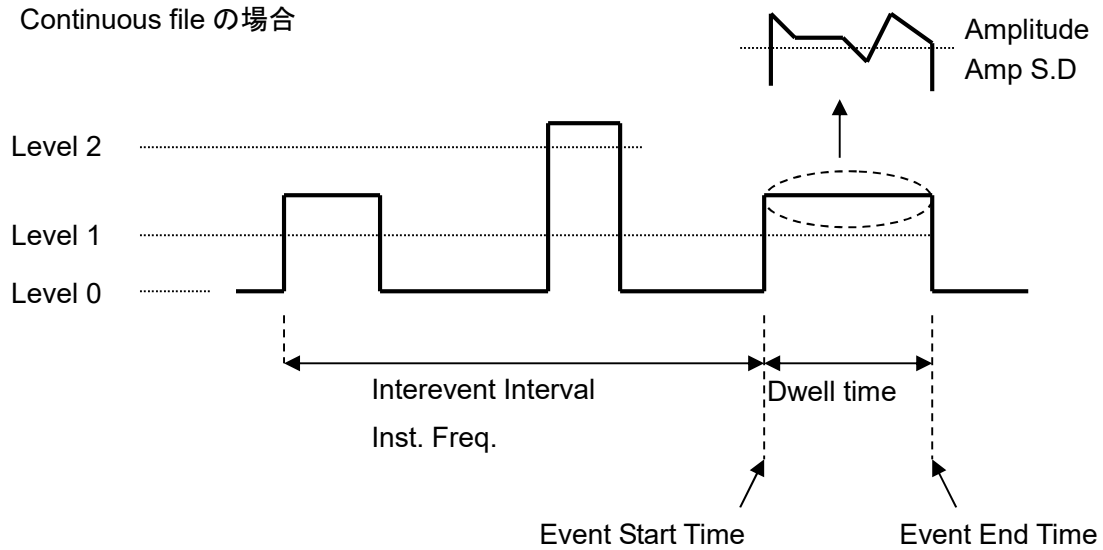 Continuous file の場合
Amplitude
Amp S.D
Level 2
Level 1
Level 0
Interevent Interval
Dwell time
Inst. Freq.
Event Start Time
Event End Time